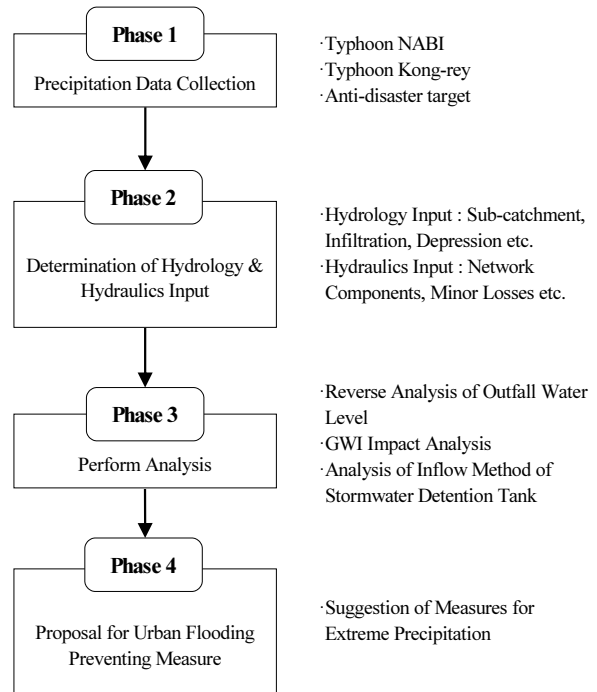 Phase 1
Precipitation Data Collection
·Typhoon NABI
·Typhoon Kong-rey
·Anti-disaster target
Phase 2
Determination of Hydrology &
Hydraulics Input
·Hydrology Input : Sub-catchment,
Infiltration, Depression etc.
·Hydraulics Input : Network
Components, Minor Losses etc.
Phase 3
Perform Analysis
·Reverse Analysis of Outfall Water
Level
·GWI Impact Analysis
·Analysis of Inflow Method of
Stormwater Detention Tank
Phase 4
Proposal for Urban Flooding
Preventing Measure
·Suggestion of Measures for
Extreme Precipitation